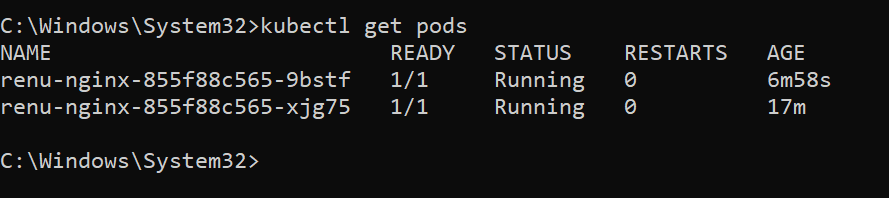 C:\Windows\System32>kubectl get pods
NAME READY STATUS RESTARTS AGE
renu-nginx-855f88c565-9bstf 1/1 Running 0 6m58s
renu-nginx-855f88c565-xjg75 1/1 Running 0 17m
C:\Windows\System32>